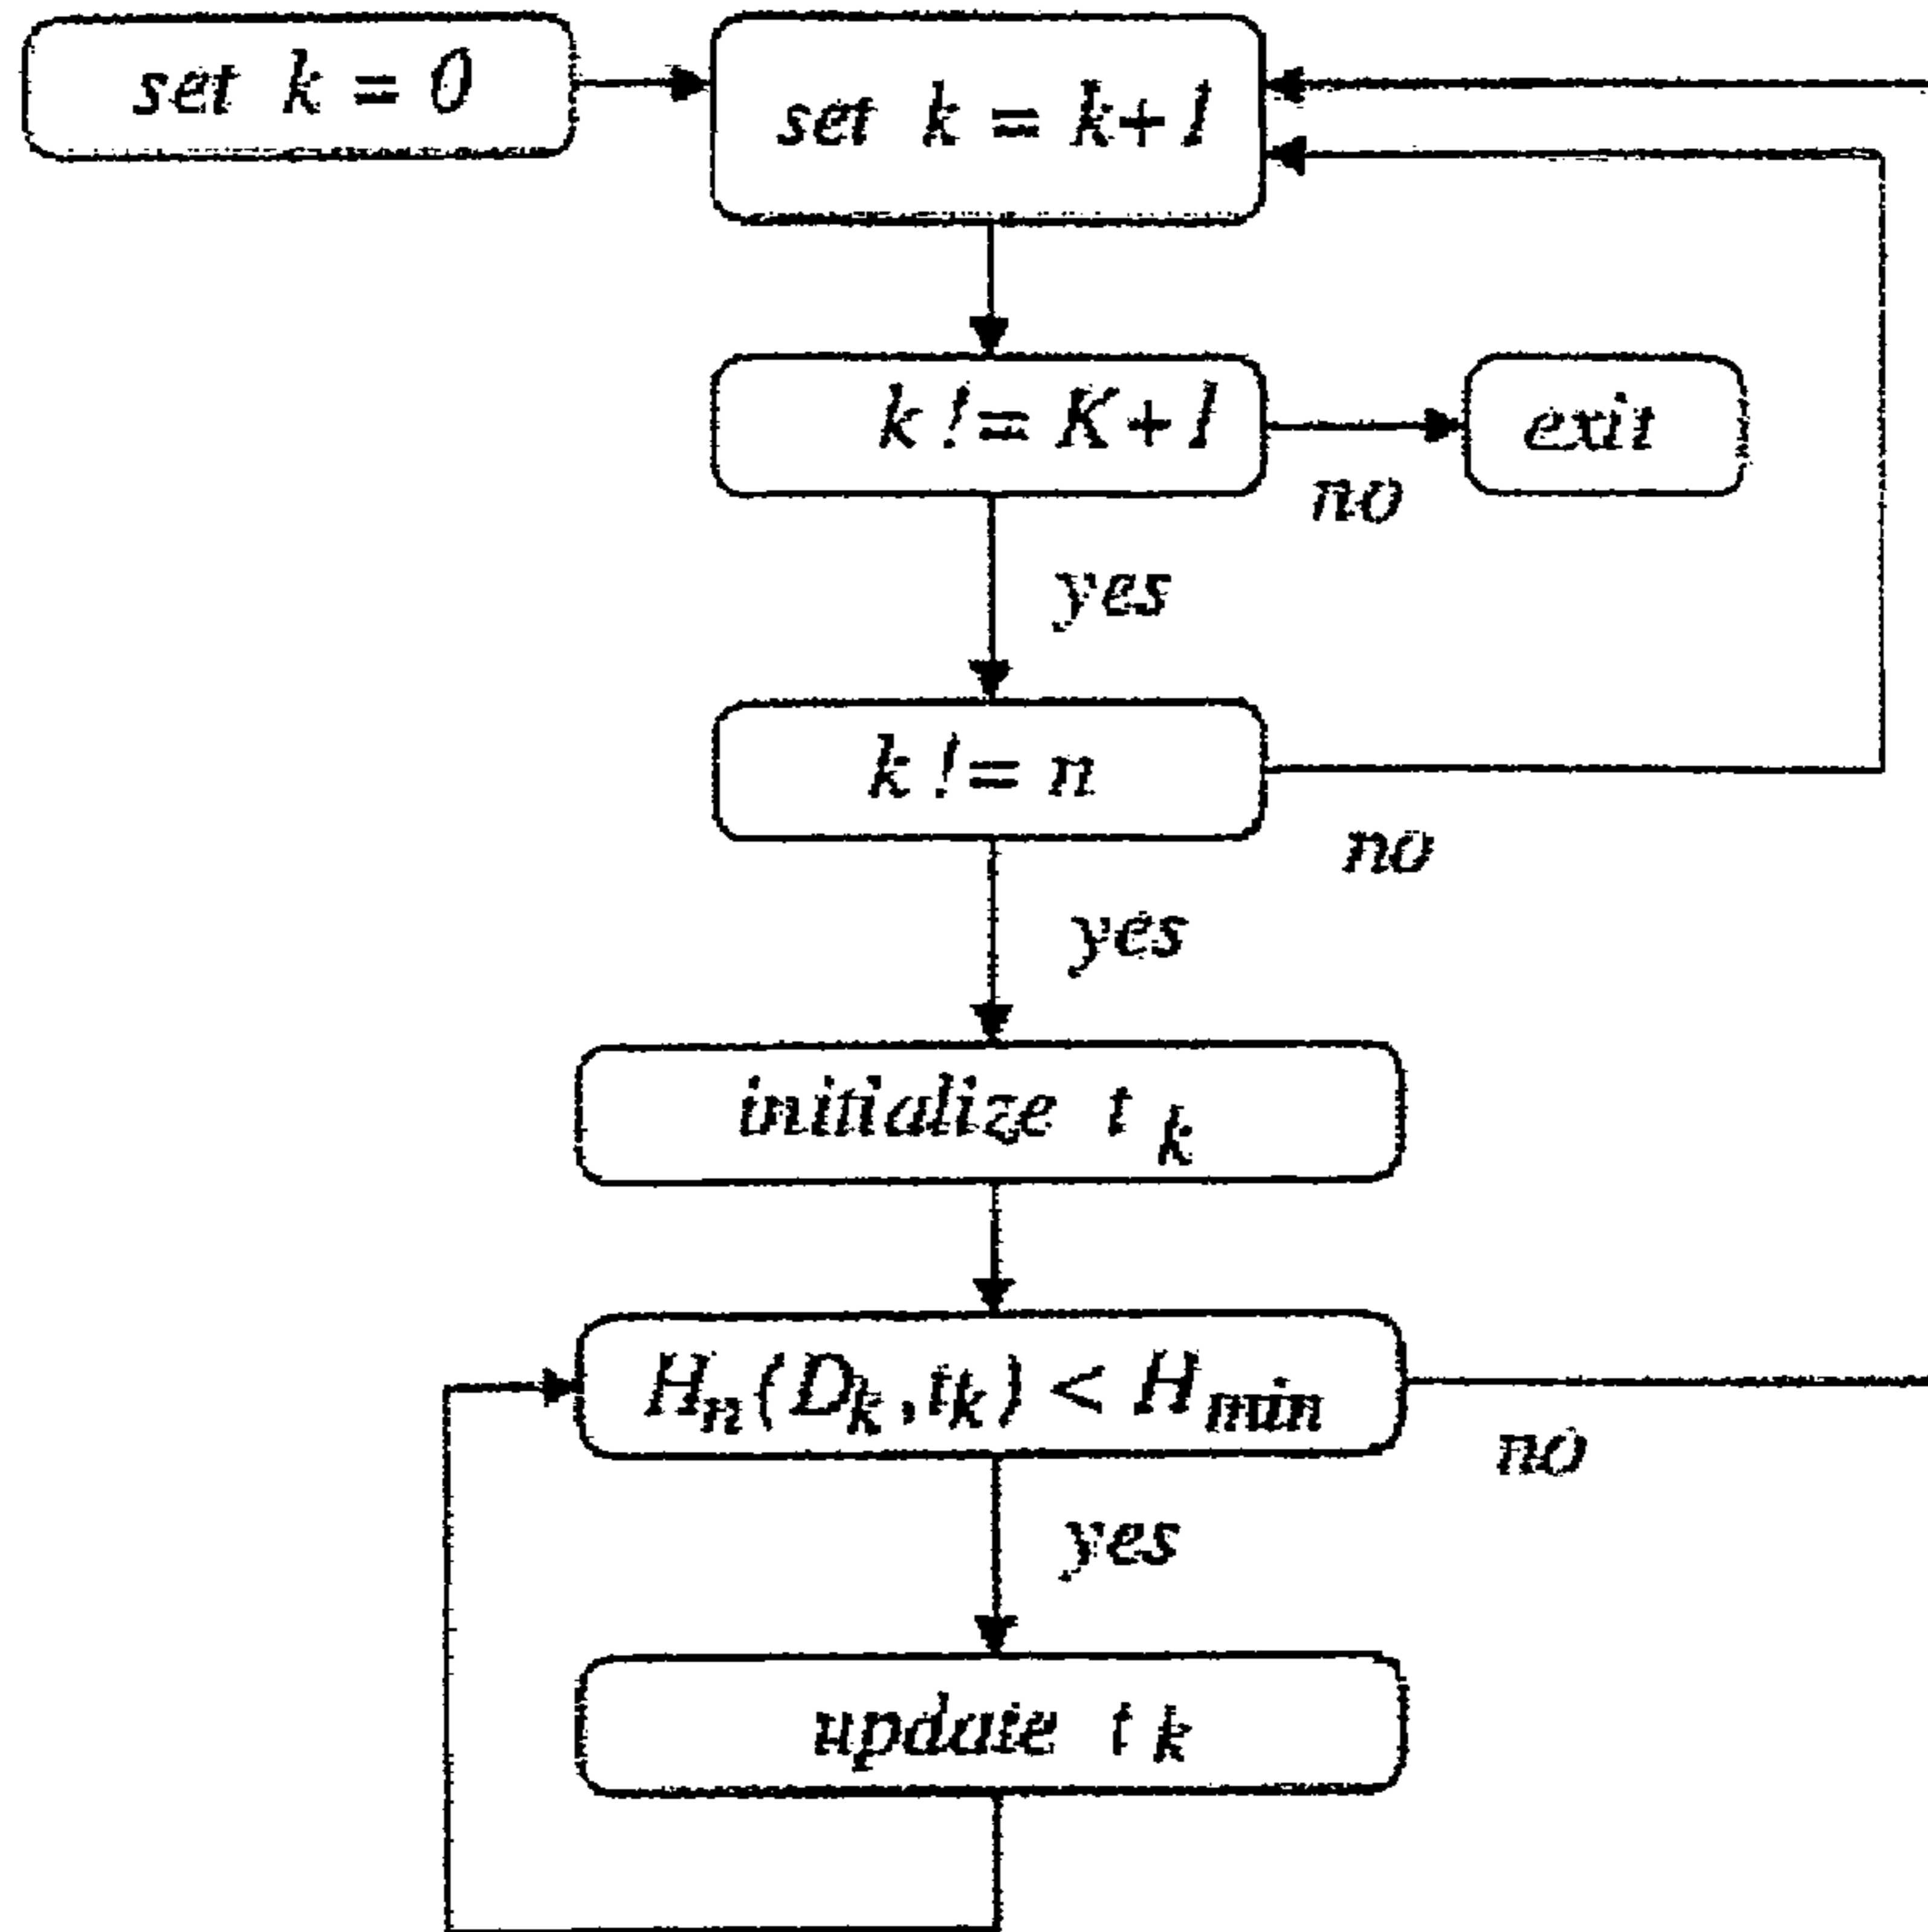 set k = 0
set k = k+1
k != K+1
exit
no
yes
k != n
no
yes
initialize t k
Hn(Dk,tk) < Hmin
no
yes
update t k